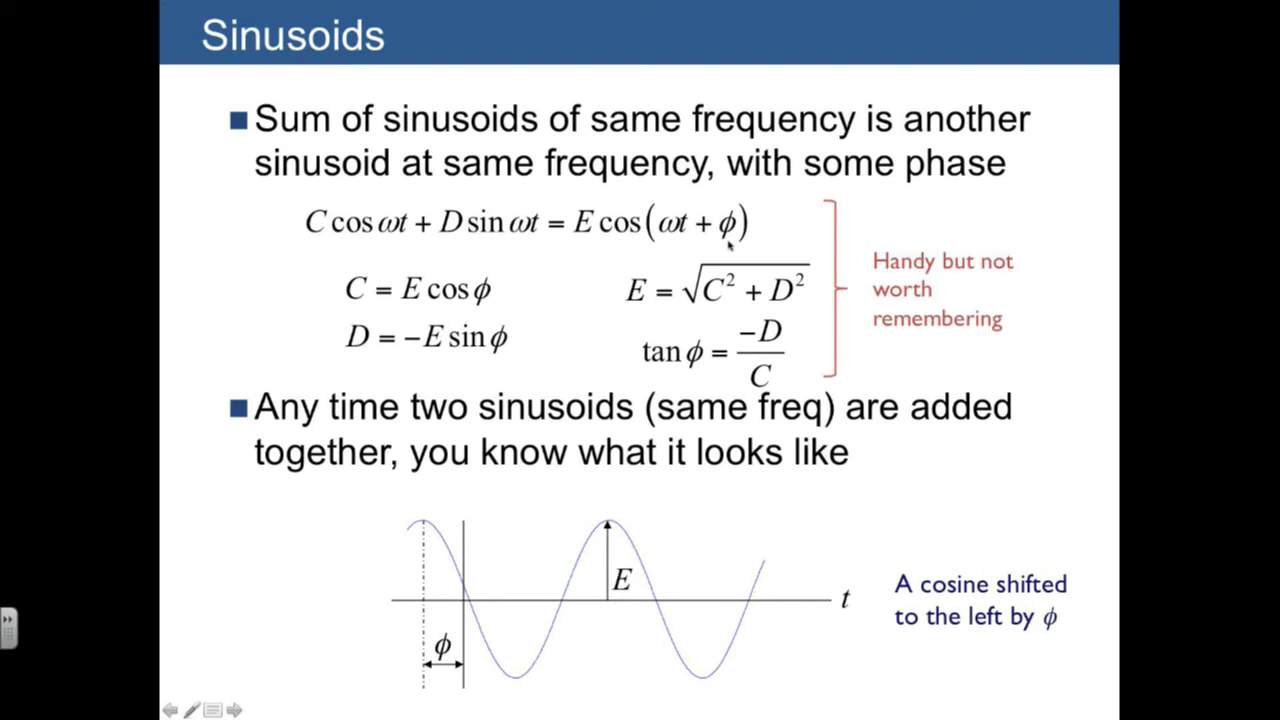 Sinusoids
■ Sum of sinusoids of same frequency is another
sinusoid at same frequency, with some phase
C cos ωt + D sin ωt = E cos(ωt + ϕ)
C = E cos ϕ
D = −E sin ϕ
E = √(C² + D²)
tan ϕ = −D/C
Handy but not
worth
remembering
■ Any time two sinusoids (same freq) are added
together, you know what it looks like
E
t
ϕ
A cosine shifted
to the left by ϕ